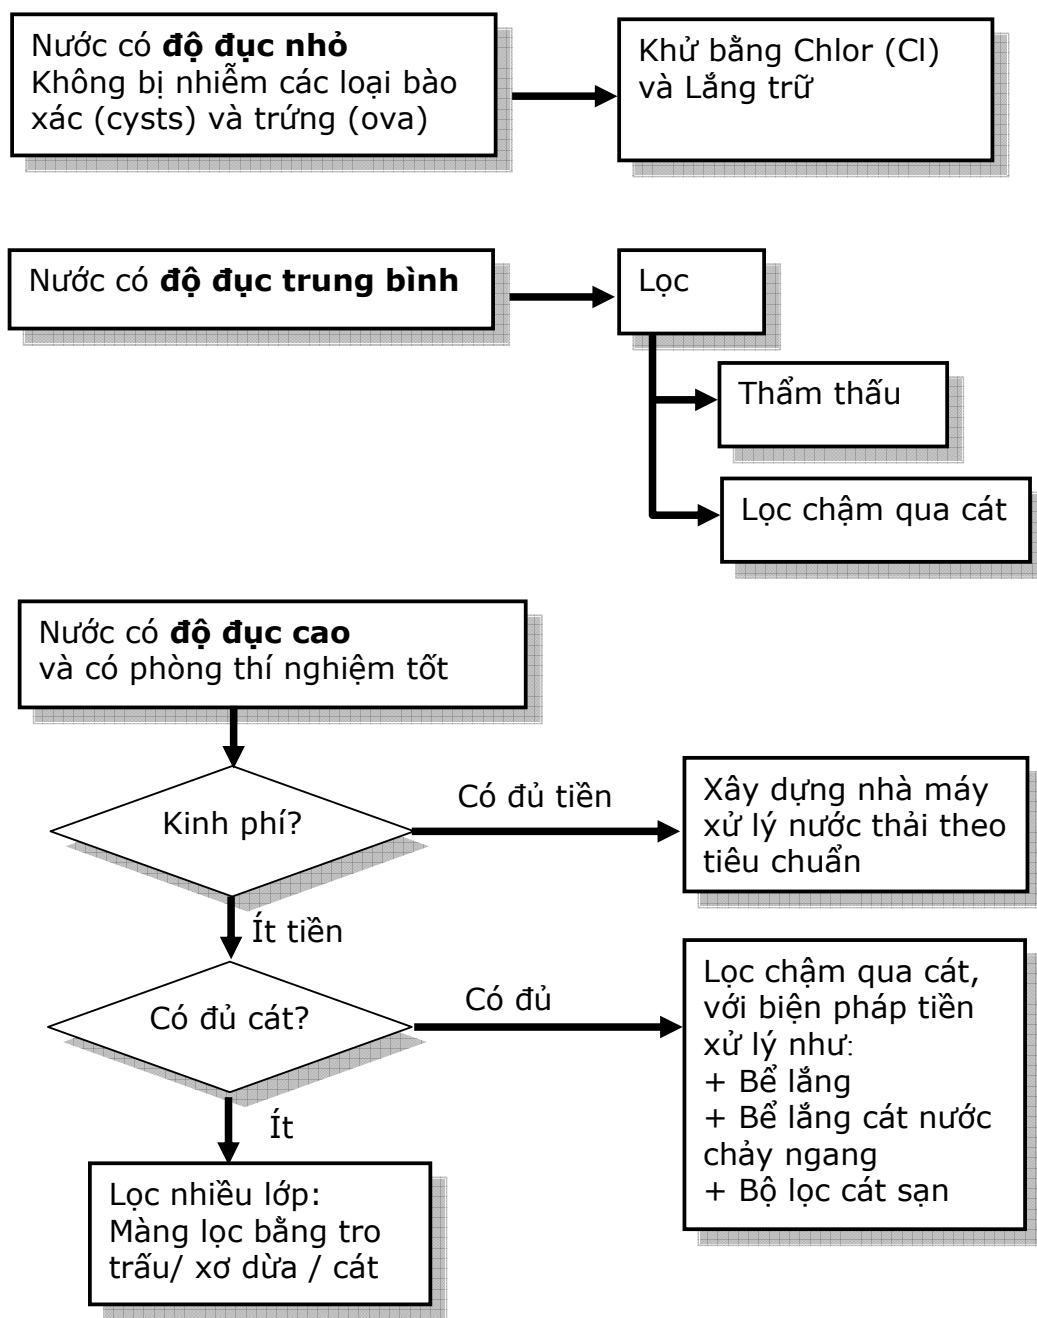 Nước có độ đục nhỏ
Không bị nhiễm các loại bào
xác (cysts) và trứng (ova)
Khử bằng Chlor (Cl)
và Lắng trữ
Nước có độ đục trung bình
Lọc
Thẩm thấu
Lọc chậm qua cát
Nước có độ đục cao
và có phòng thí nghiệm tốt
Kinh phí?
Có đủ tiền
Xây dựng nhà máy
xử lý nước thải theo
tiêu chuẩn
Ít tiền
Có đủ cát?
Có đủ
Lọc chậm qua cát,
với biện pháp tiền
xử lý như:
+ Bể lắng
+ Bể lắng cát nước
chảy ngang
+ Bộ lọc cát sạn
Ít
Lọc nhiều lớp:
Màng lọc bằng tro
trấu/ xơ dừa / cát